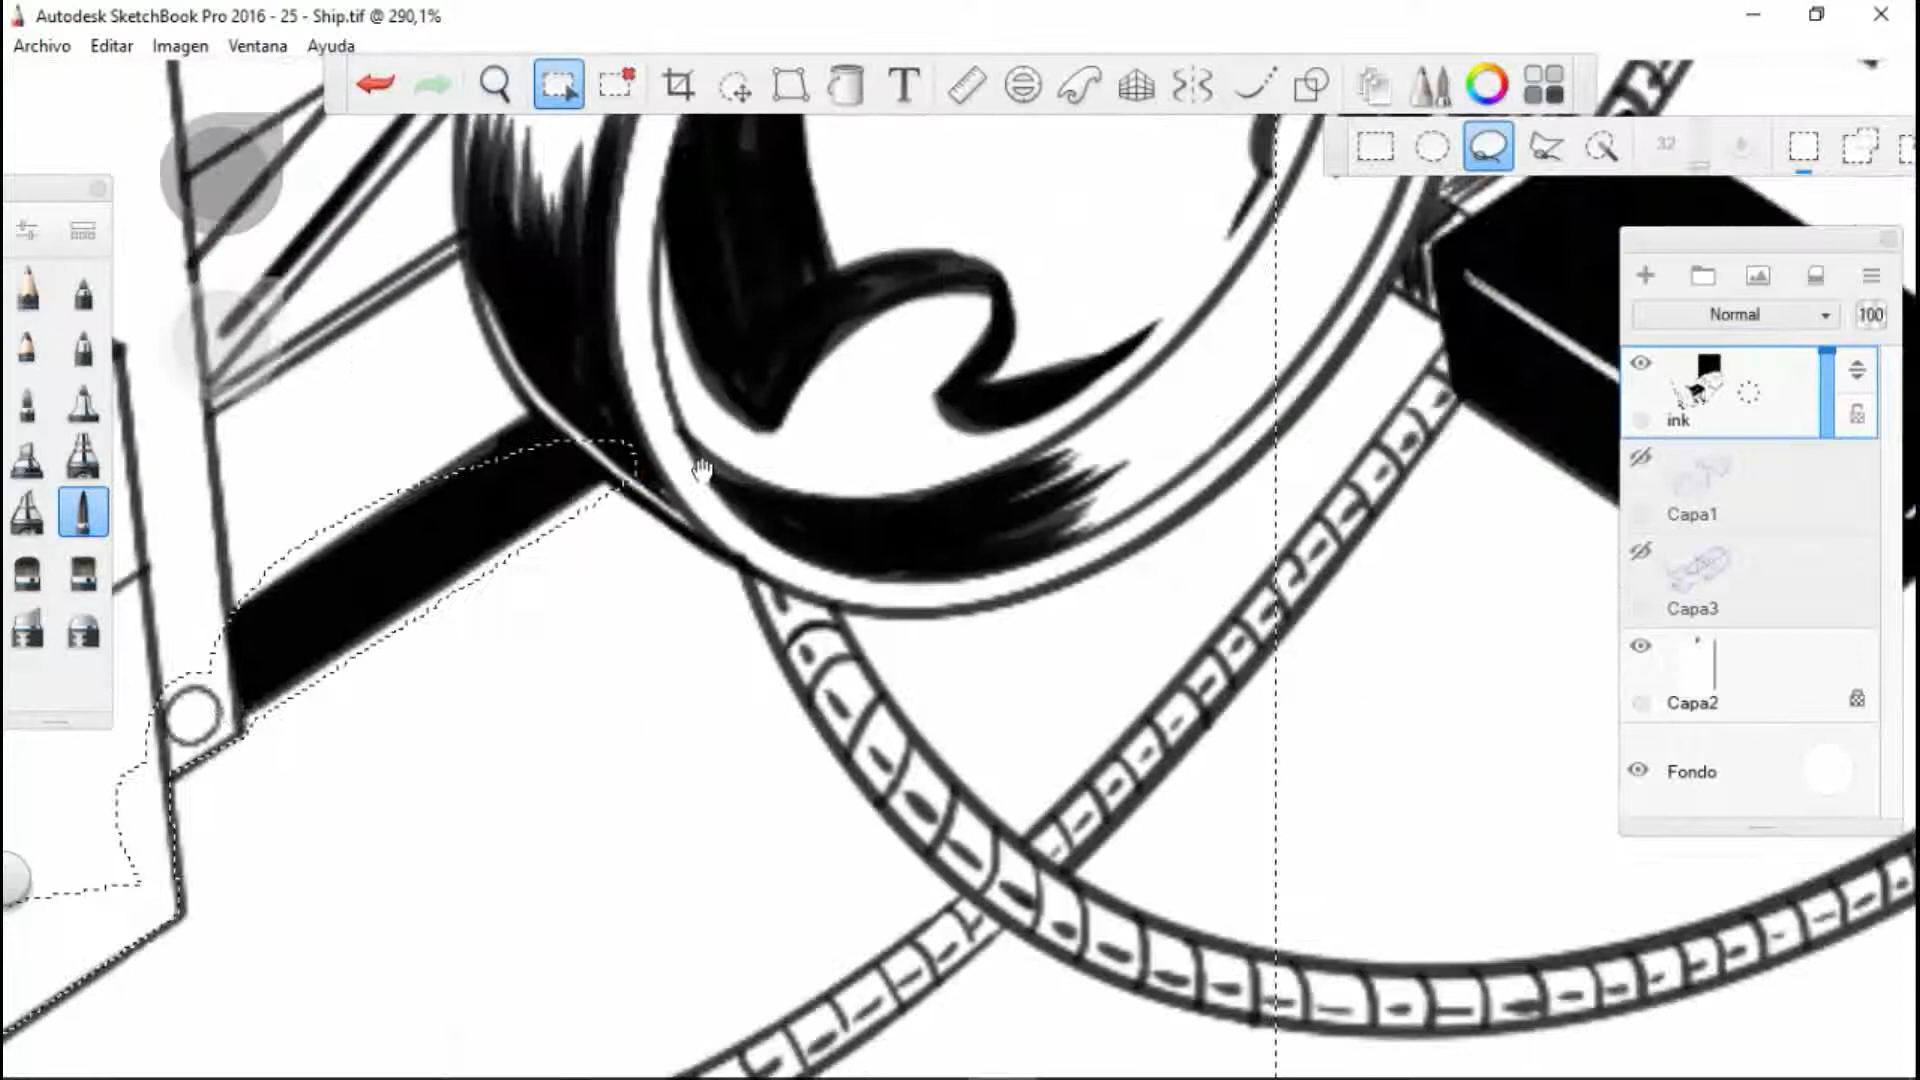 Autodesk SketchBook Pro 2016 - 25 - Ship.tif @ 290,1%
Archivo Editar Imagen Ventana Ayuda
T
32
6
Normal 100
ink
Capa1
Capa3
Capa2
Fondo